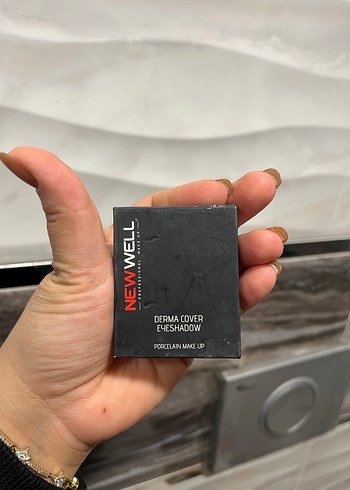 NEWWELL
PROFESSIONAL MAKE UP
DERMA COVER
EYESHADOW
PORCELAIN MAKE UP